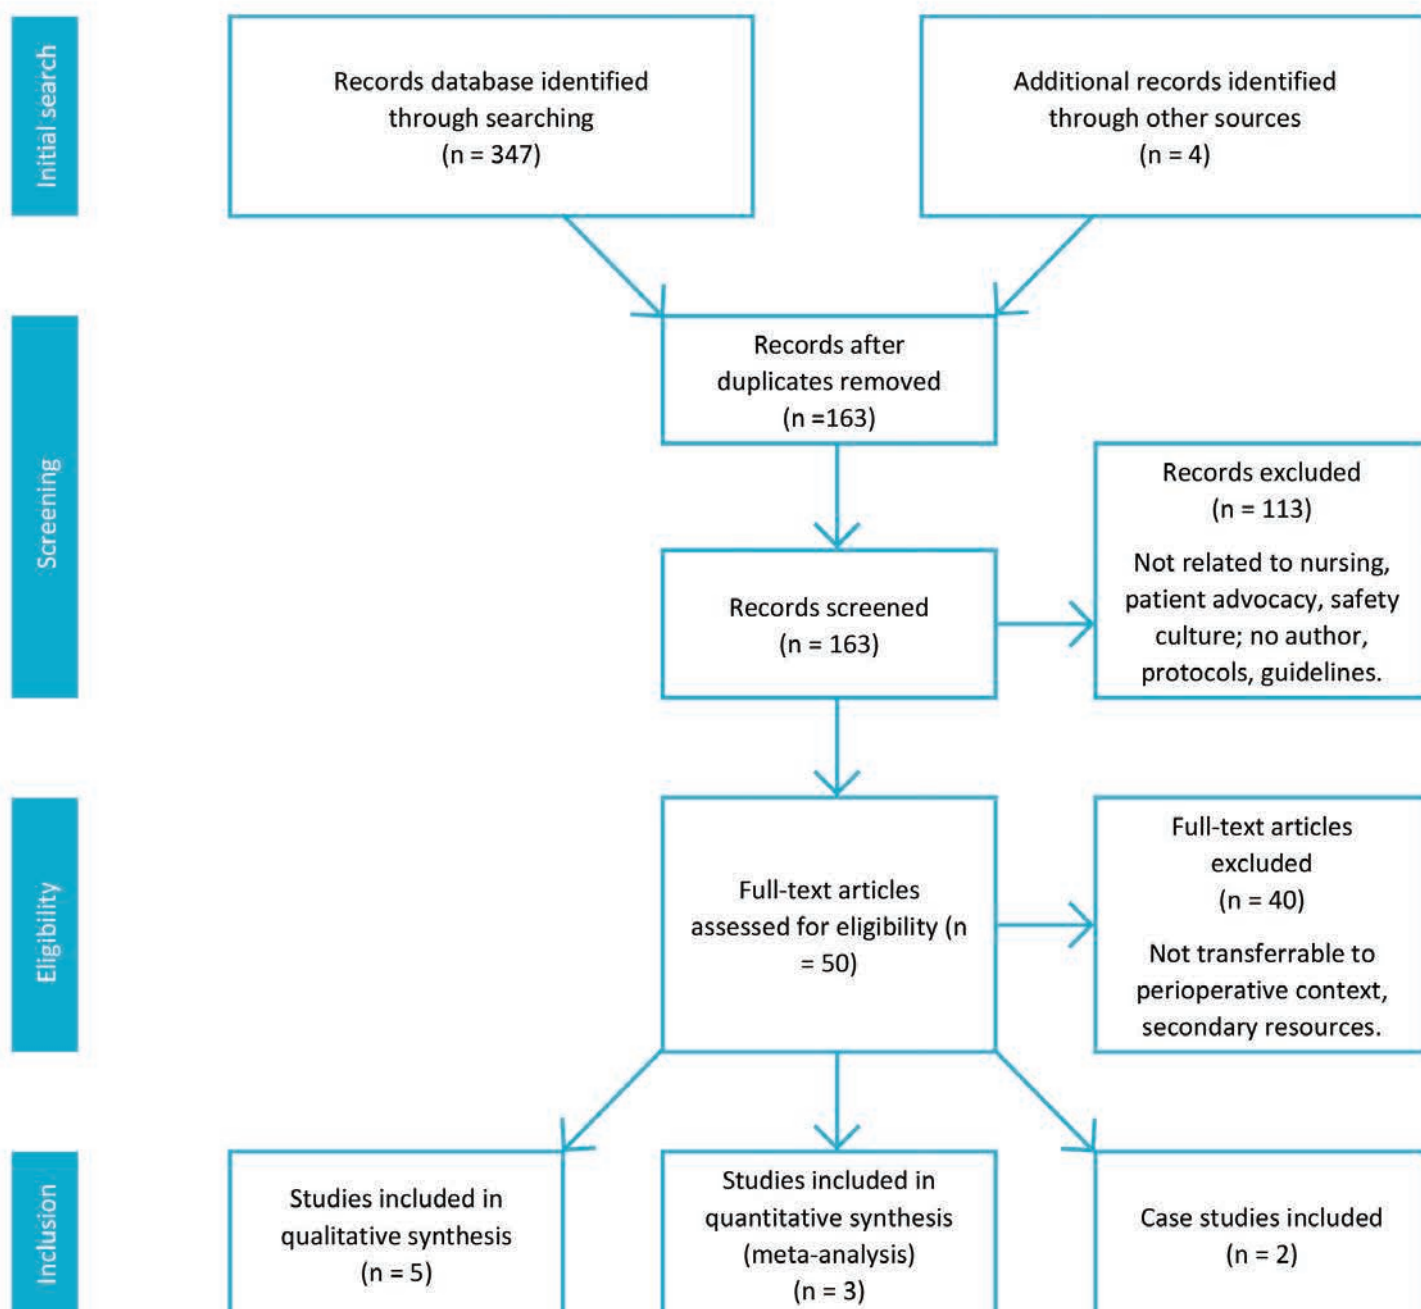 Initial search
Records database identified
through searching
(n = 347)
Additional records identified
through other sources
(n = 4)
Screening
Records after
duplicates removed
(n =163)
Records screened
(n = 163)
Records excluded
(n = 113)
Not related to nursing,
patient advocacy, safety
culture; no author,
protocols, guidelines.
Eligibility
Full-text articles
assessed for eligibility (n
= 50)
Full-text articles
excluded
(n = 40)
Not transferrable to
perioperative context,
secondary resources.
Inclusion
Studies included in
qualitative synthesis
(n = 5)
Studies included in
quantitative synthesis
(meta-analysis)
(n = 3)
Case studies included
(n = 2)